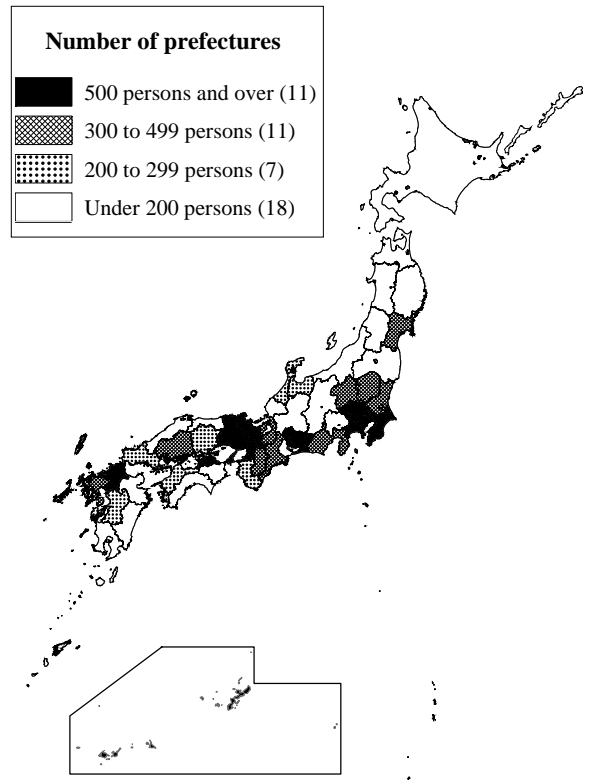 Number of prefectures
500 persons and over (11)
300 to 499 persons (11)
200 to 299 persons (7)
Under 200 persons (18)